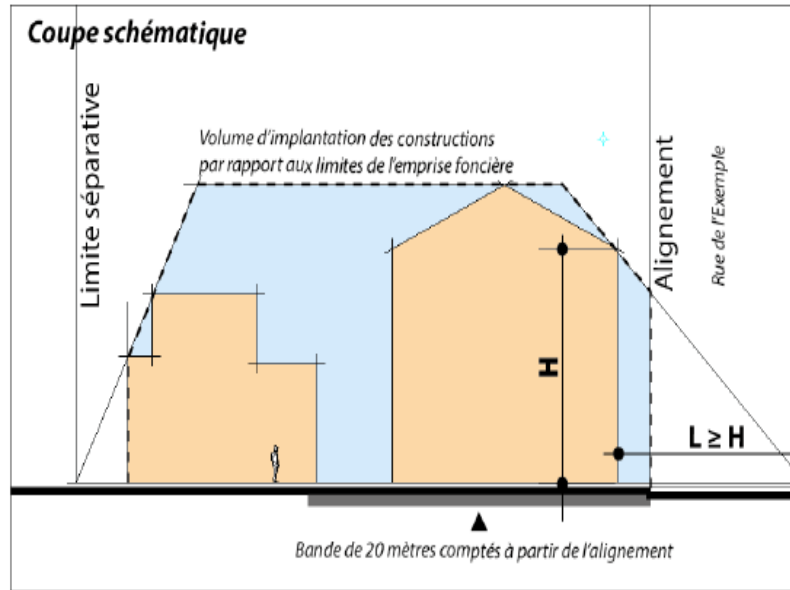 Coupe schématique
Limite séparative
Volume d'implantation des constructions
par rapport aux limites de l'emprise foncière
Alignement
Rue de l'Exemple
H
L ≥ H
Bande de 20 mètres comptés à partir de l'alignement